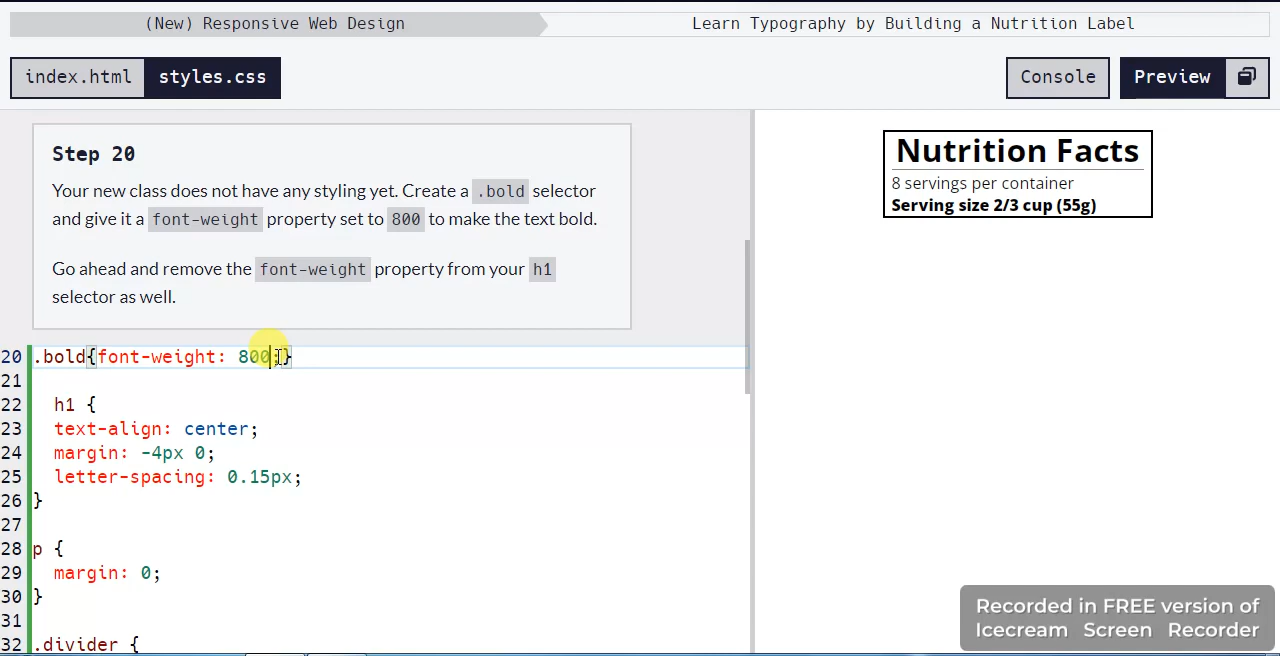 (New) Responsive Web Design
Learn Typography by Building a Nutrition Label
index.html
styles.css
Console
Preview
Step 20
Your new class does not have any styling yet. Create a .bold selector
and give it a font-weight property set to 800 to make the text bold.
Go ahead and remove the font-weight property from your h1
selector as well.
20 .bold{font-weight: 800;}
21
22 h1 {
23 text-align: center;
24 margin: -4px 0;
25 letter-spacing: 0.15px;
26 }
27
28 p {
29 margin: 0;
30 }
31
32 .divider {
Nutrition Facts
8 servings per container
Serving size 2/3 cup (55g)
Recorded in FREE version of
Icecream Screen Recorder